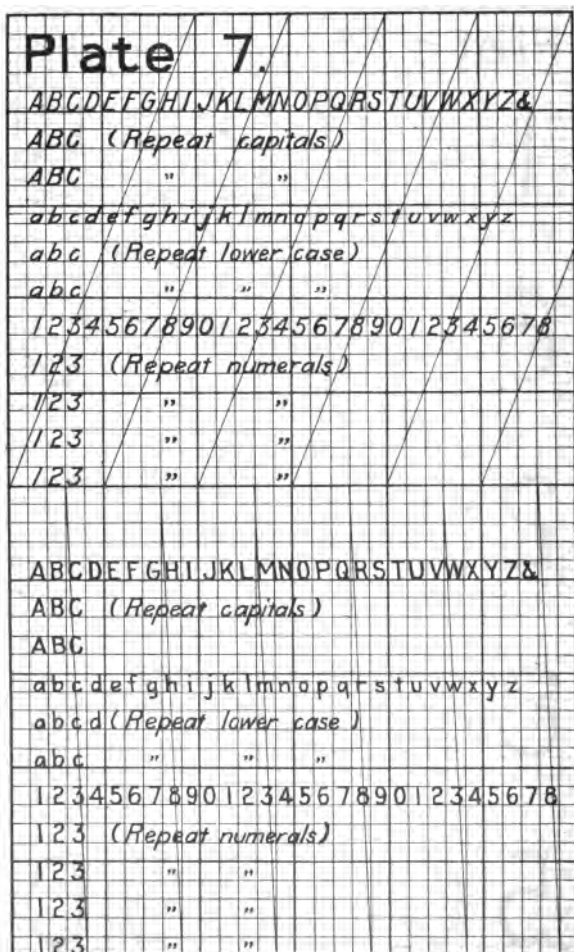 Plate 7.
ABCDEFGHIJKLMNOPQRSTUVWXYZ&
ABC (Repeat capitals)
ABC " "
abcdefghijklmnopqrstuvwxyz
abc (Repeat lower case)
abc " " "
1234567890123456789012345678
123 (Repeat numerals)
123 " "
123 " "
123 " "
ABCDEFGHIJKLMNOPQRSTUVWXYZ&
ABC (Repeat capitals)
ABC
abcdefghijklmnopqrstuvwxyz
abcd (Repeat lower case)
abc " " "
1234567890123456789012345678
123 (Repeat numerals)
123 " "
123 " "
123 " "